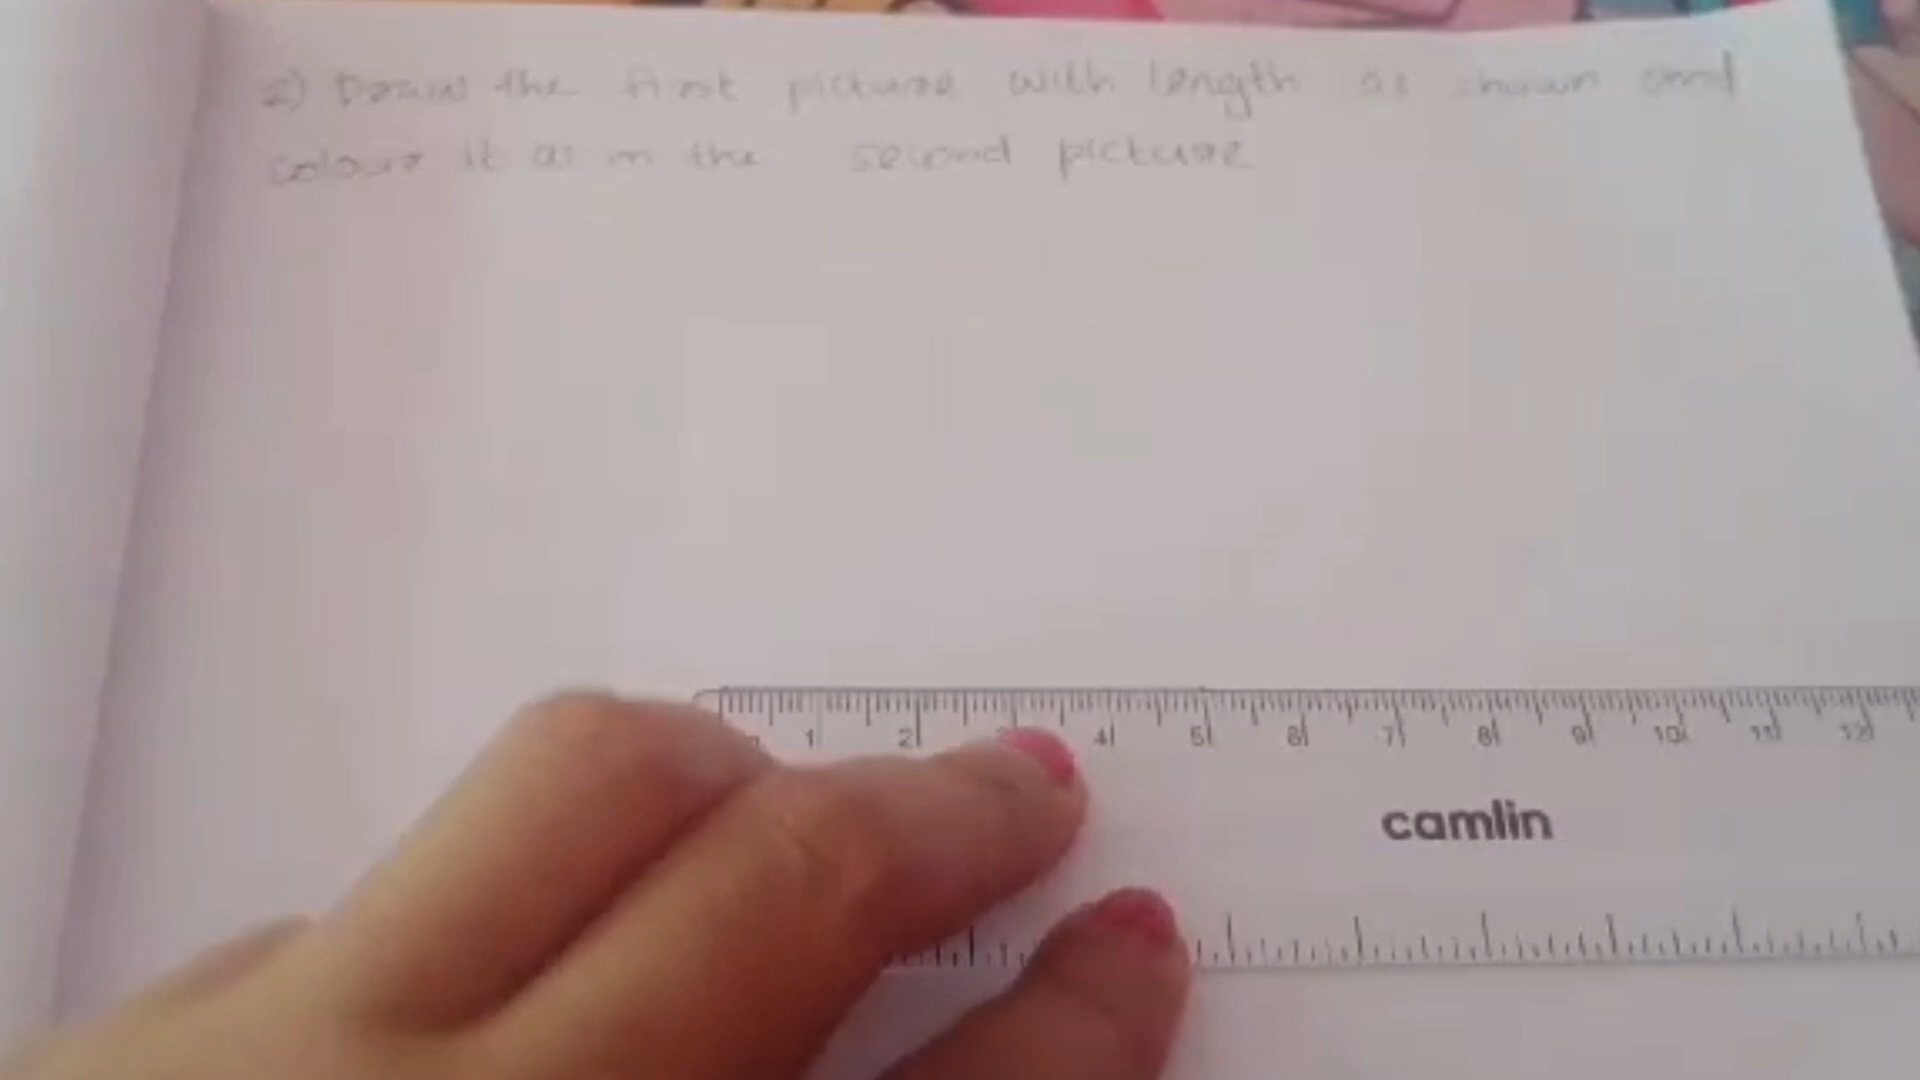 2) Draw the first picture with length as shown and
colour it as in the second picture
1 2 3 4 5 6 7 8 9 10 11 12
camlin